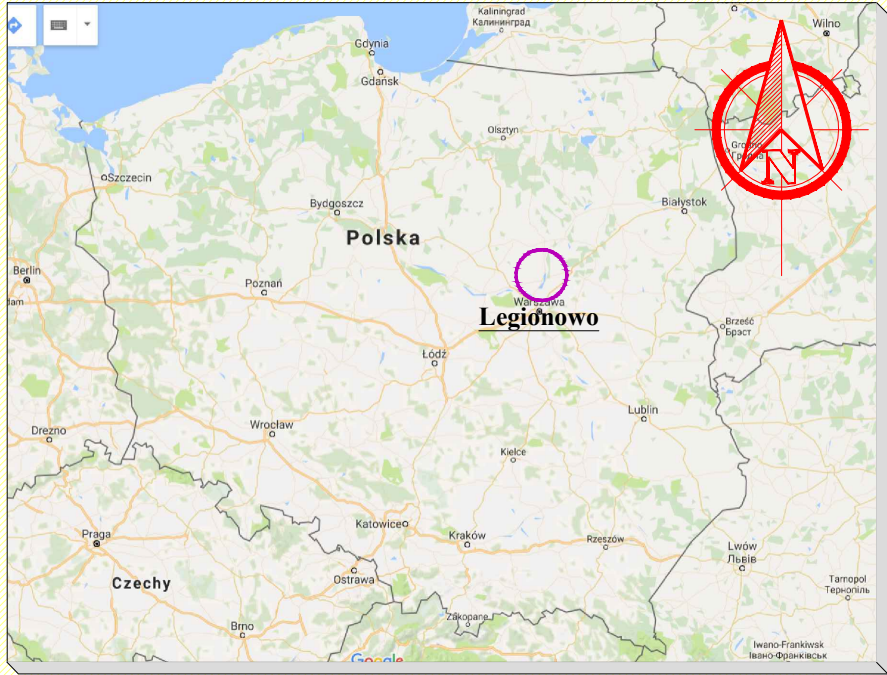 Kaliningrad
Калининград
Wilno
Gdynia
Gdańsk
Olsztyn
Szczecin
Grodno
Гродна
N
Bydgoszcz
Białystok
Polska
Berlin
Poznań
dam
Warszawa
Legionowo
Brześć
Брэст
Łódź
Lublin
Drezno
Wrocław
Kielce
Katowice
Praga
Kraków
Rzeszów
Lwów
Львів
Czechy
Ostrawa
Tarnopol
Тернопіль
Zakopane
Brno
Iwano-Frankiwsk
Івано-Франківськ
Google